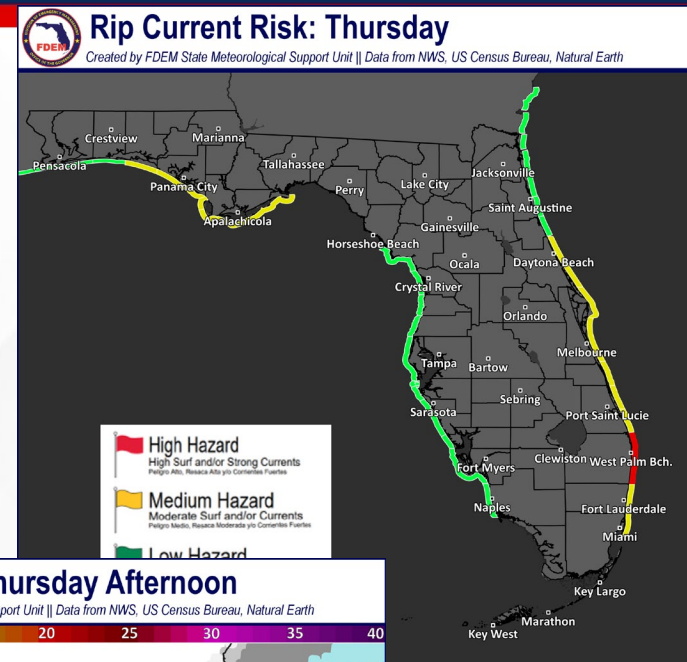 FDEM
Rip Current Risk: Thursday
Created by FDEM State Meteorological Support Unit || Data from NWS, US Census Bureau, Natural Earth
Crestview
Marianna
Pensacola
Tallahassee
Jacksonville
Panama City
Perry
Lake City
Saint Augustine
Apalachicola
Gainesville
Horseshoe Beach
Ocala
Daytona Beach
Crystal River
Orlando
Melbourne
Tampa
Bartow
Sebring
Sarasota
Port Saint Lucie
High Hazard
High Surf and/or Strong Currents
Peligro Alto, Resaca Alta y/o Corrientes Fuertes
Clewiston
West Palm Bch.
Fort Myers
Medium Hazard
Moderate Surf and/or Currents
Peligro Medio, Resaca Moderada y/o Corrientes Fuertes
Naples
Fort Lauderdale
Miami
Low Hazard
Key Largo
Marathon
Key West
hursday Afternoon
port Unit || Data from NWS, US Census Bureau, Natural Earth
20 25 30 35 40